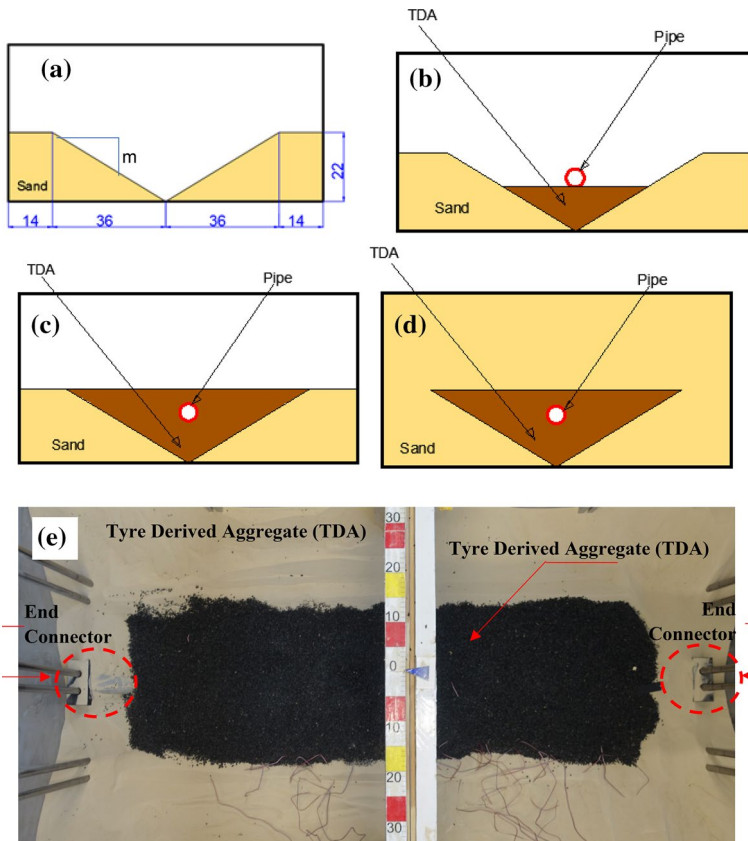 (a)
m
Sand
22
14
36
36
14
TDA
Pipe
(b)
Sand
TDA
Pipe
(c)
Sand
TDA
Pipe
(d)
Sand
(e)
Tyre Derived Aggregate (TDA)
Tyre Derived Aggregate (TDA)
End
Connector
End
Connector
30
20
10
0
10
20
30